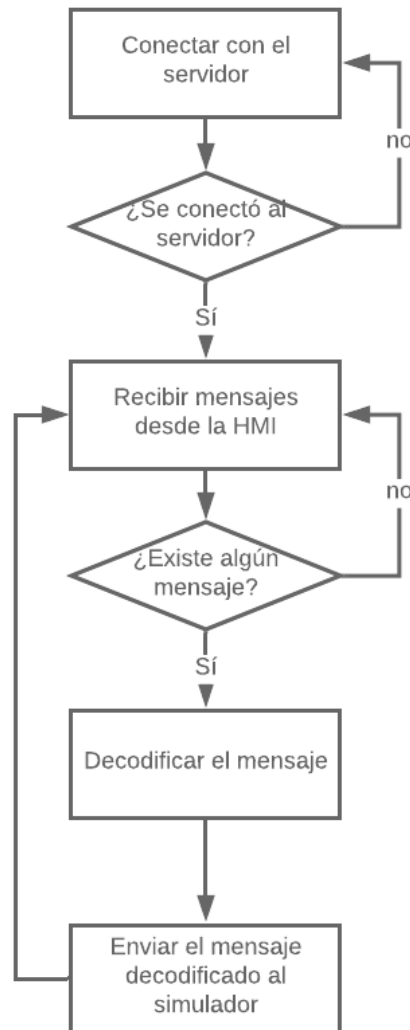 Conectar con el
servidor
no
¿Se conectó al
servidor?
Sí
Recibir mensajes
desde la HMI
no
¿Existe algún
mensaje?
Sí
Decodificar el mensaje
Enviar el mensaje
decodificado al
simulador